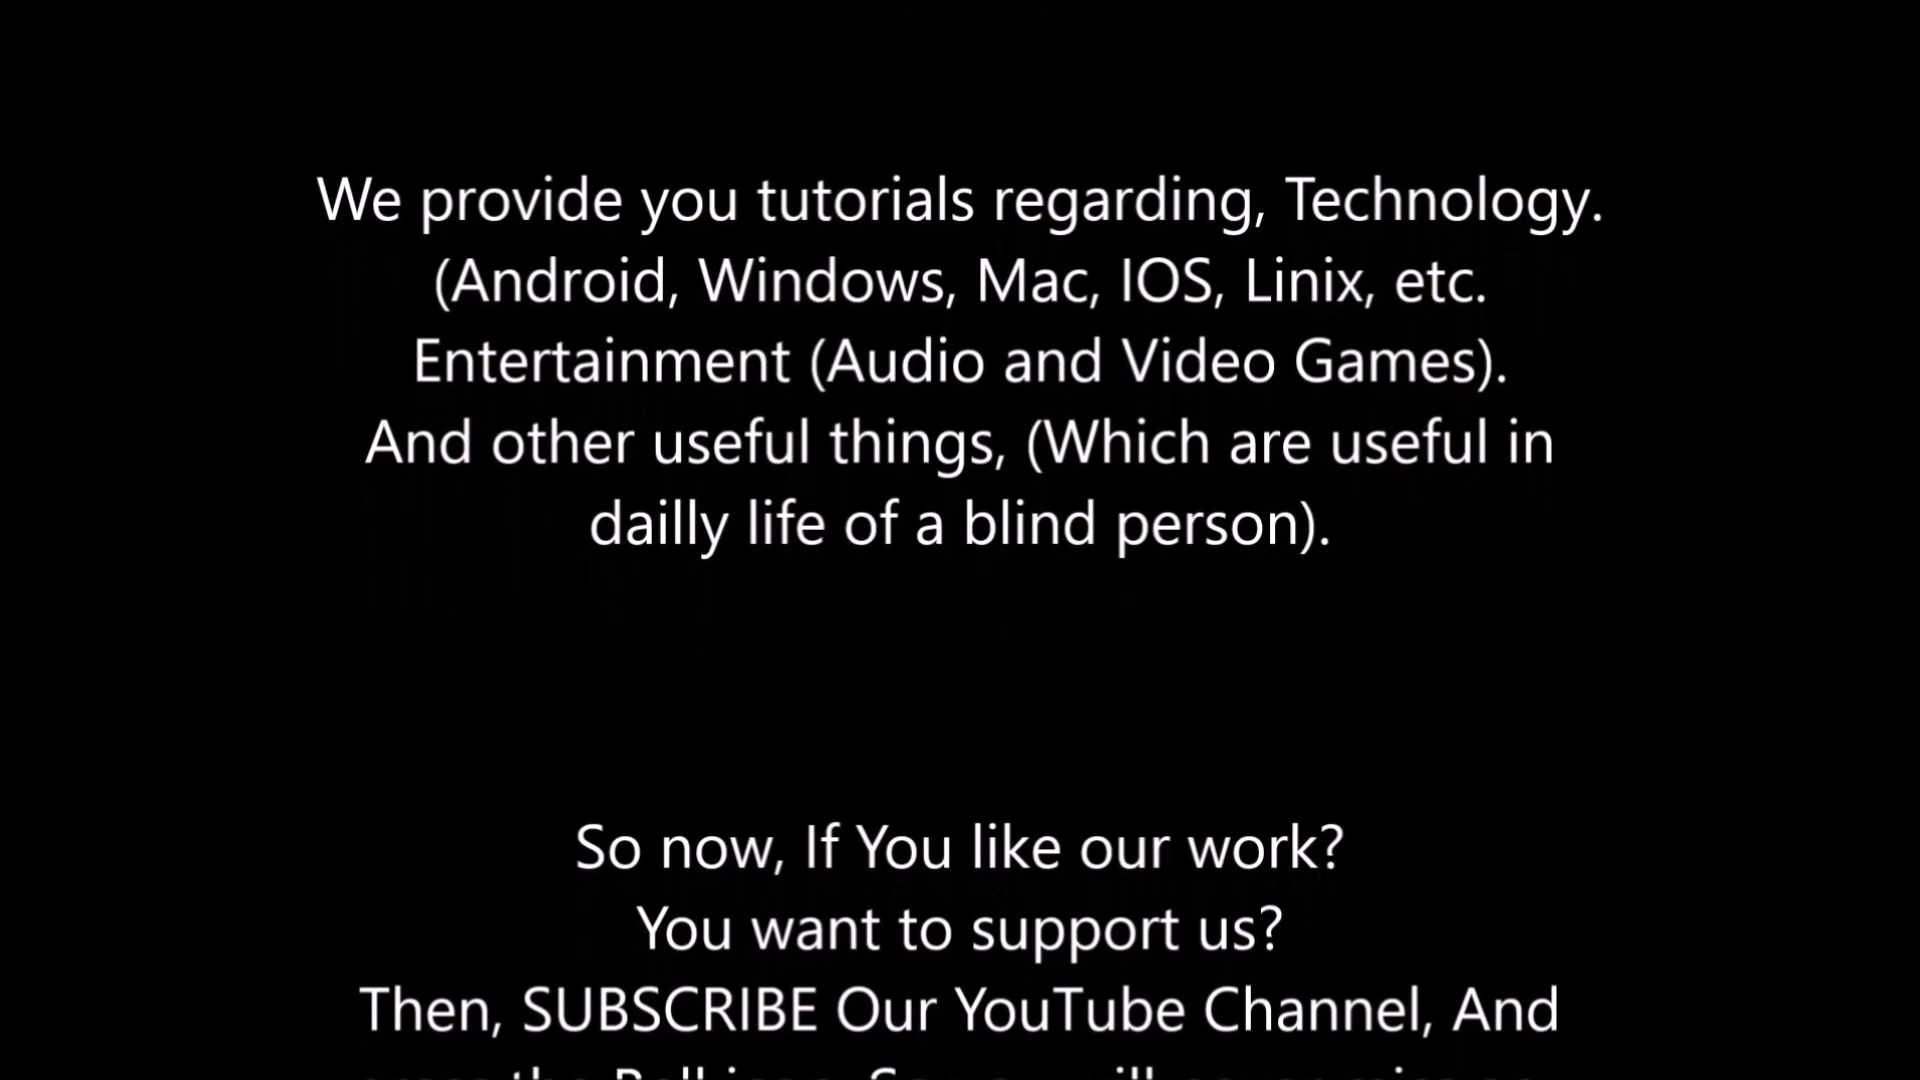 We provide you tutorials regarding, Technology.
(Android, Windows, Mac, IOS, Linix, etc.
Entertainment (Audio and Video Games).
And other useful things, (Which are useful in
dailly life of a blind person).
So now, If You like our work?
You want to support us?
Then, SUBSCRIBE Our YouTube Channel, And